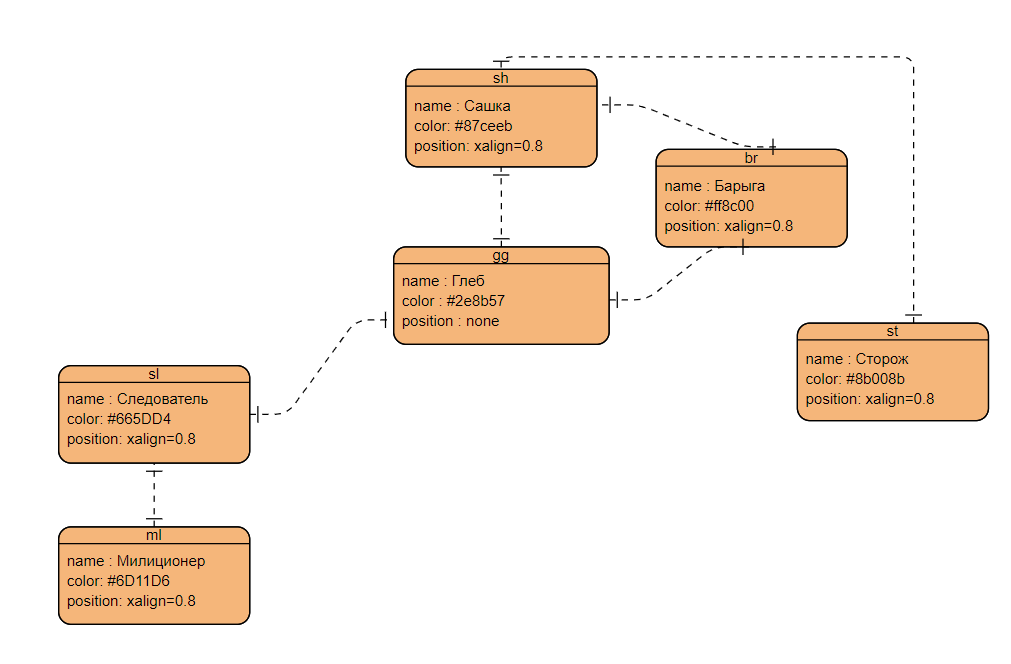 sh
name : Сашка
color: #87ceeb
position: xalign=0.8
br
name : Барыга
color: #ff8c00
position: xalign=0.8
gg
name : Глеб
color : #2e8b57
position : none
st
name : Сторож
color: #8b008b
position: xalign=0.8
sl
name : Следователь
color: #665DD4
position: xalign=0.8
ml
name : Милиционер
color: #6D11D6
position: xalign=0.8